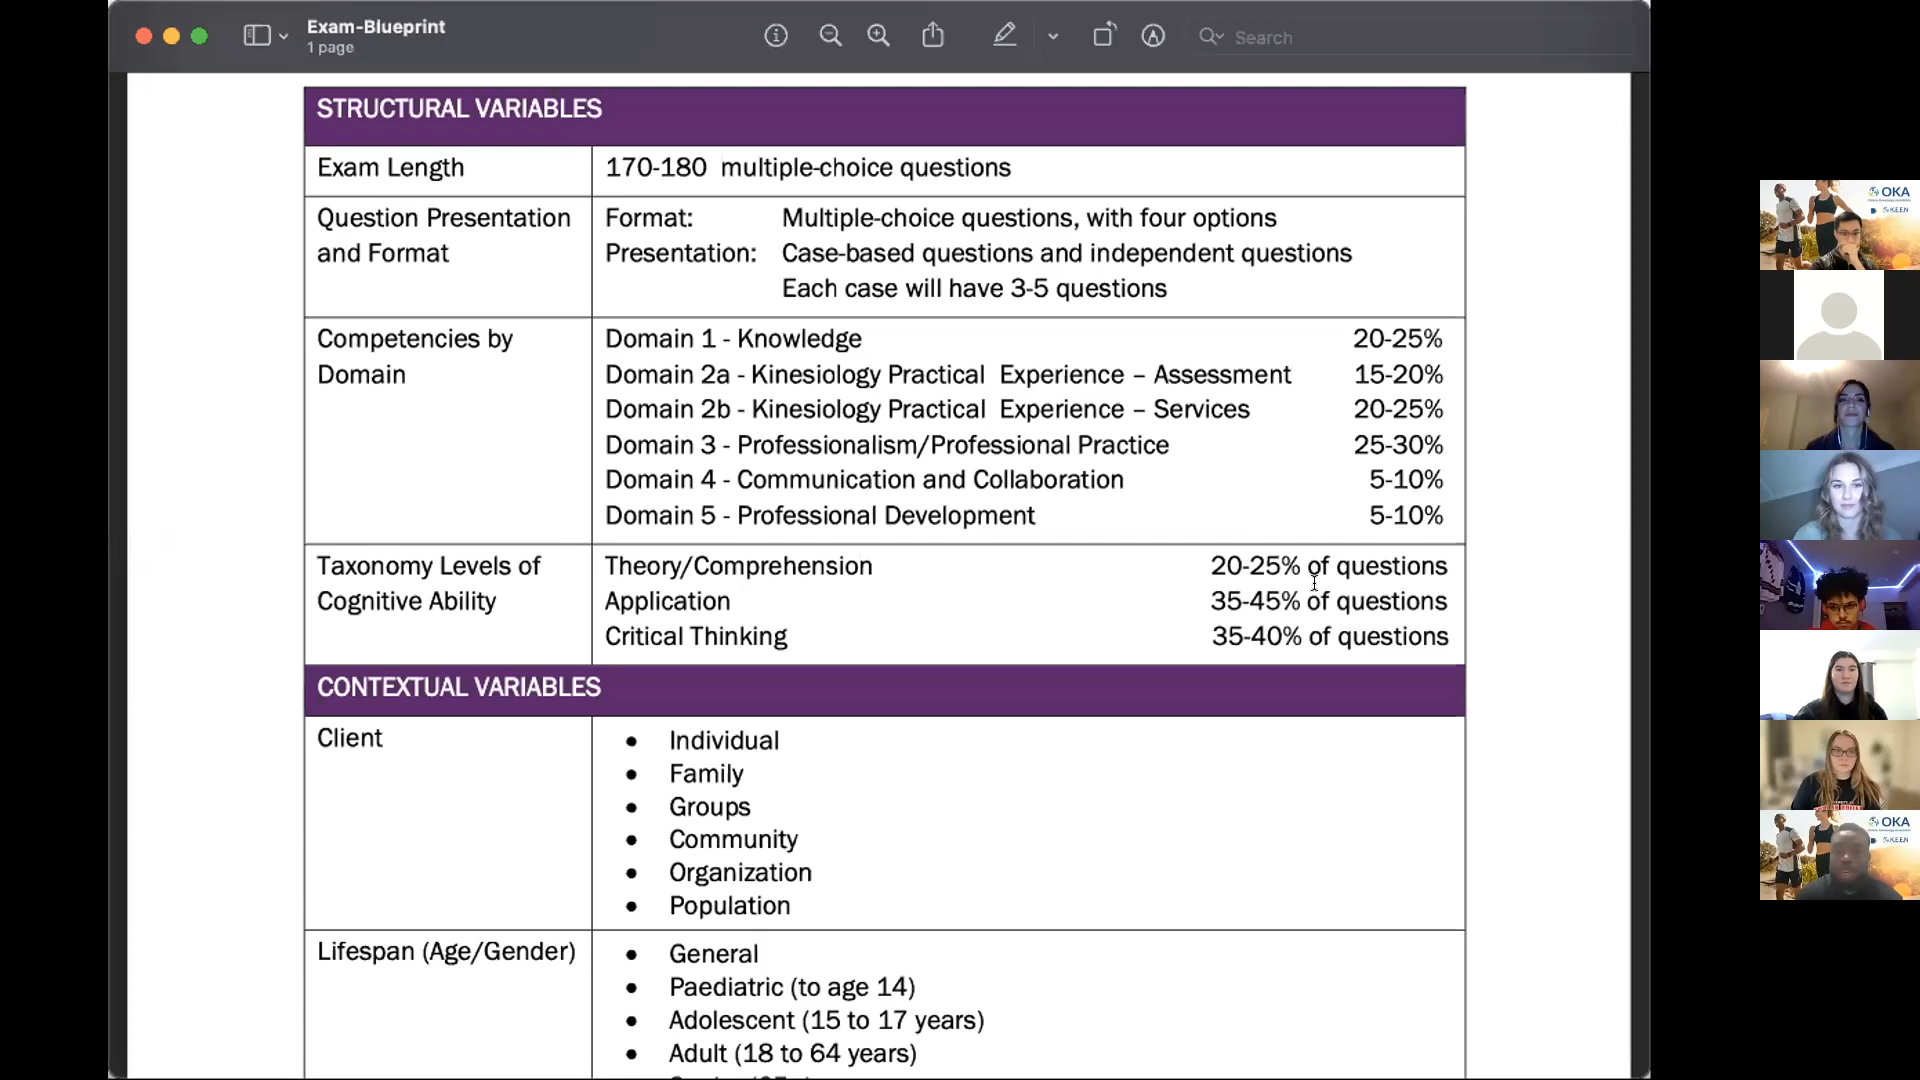 Exam-Blueprint
1 page
Search
STRUCTURAL VARIABLES
Exam Length 170-180 multiple-choice questions
Question Presentation and Format
Format: Multiple-choice questions, with four options
Presentation: Case-based questions and independent questions
Each case will have 3-5 questions
Competencies by Domain
Domain 1 - Knowledge 20-25%
Domain 2a - Kinesiology Practical Experience – Assessment 15-20%
Domain 2b - Kinesiology Practical Experience – Services 20-25%
Domain 3 - Professionalism/Professional Practice 25-30%
Domain 4 - Communication and Collaboration 5-10%
Domain 5 - Professional Development 5-10%
Taxonomy Levels of Cognitive Ability
Theory/Comprehension 20-25% of questions
Application 35-45% of questions
Critical Thinking 35-40% of questions
CONTEXTUAL VARIABLES
Client
• Individual
• Family
• Groups
• Community
• Organization
• Population
Lifespan (Age/Gender)
• General
• Paediatric (to age 14)
• Adolescent (15 to 17 years)
• Adult (18 to 64 years)
OKA
KEEN
OKA
KEEN